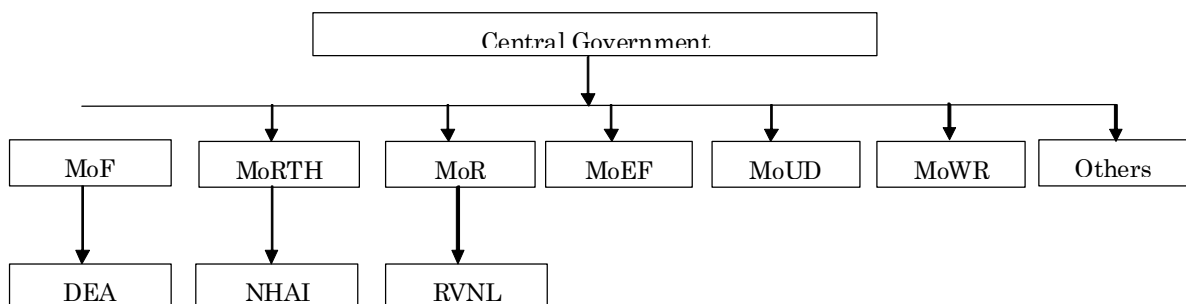 Central Government
MoF MoRTH MoR MoEF MoUD MoWR Others
DEA NHAI RVNL